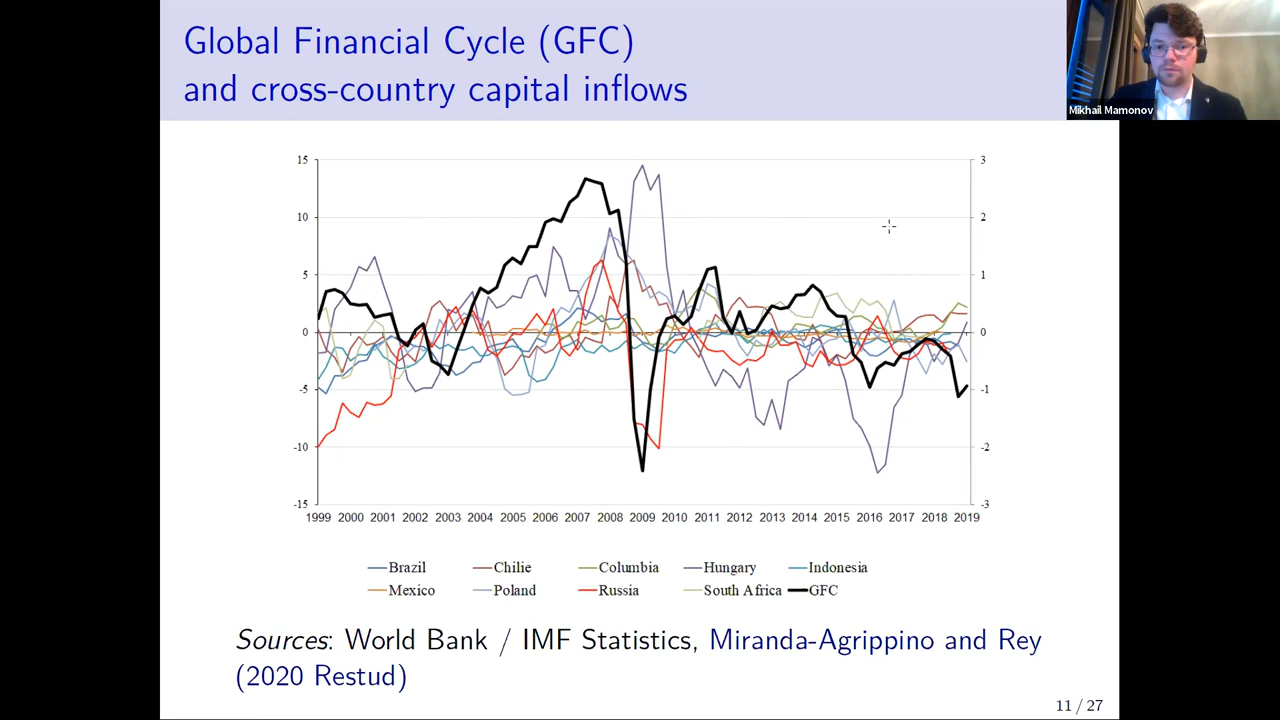 Global Financial Cycle (GFC)
and cross-country capital inflows
Mikhail Mamonov
15 3
10 2
5 1
0 0
-5 -1
-10 -2
-15 -3
1999 2000 2001 2002 2003 2004 2005 2006 2007 2008 2009 2010 2011 2012 2013 2014 2015 2016 2017 2018 2019
Brazil Chilie Columbia Hungary Indonesia
Mexico Poland Russia South Africa GFC
Sources: World Bank / IMF Statistics, Miranda-Agrippino and Rey
(2020 Restud)
11 / 27